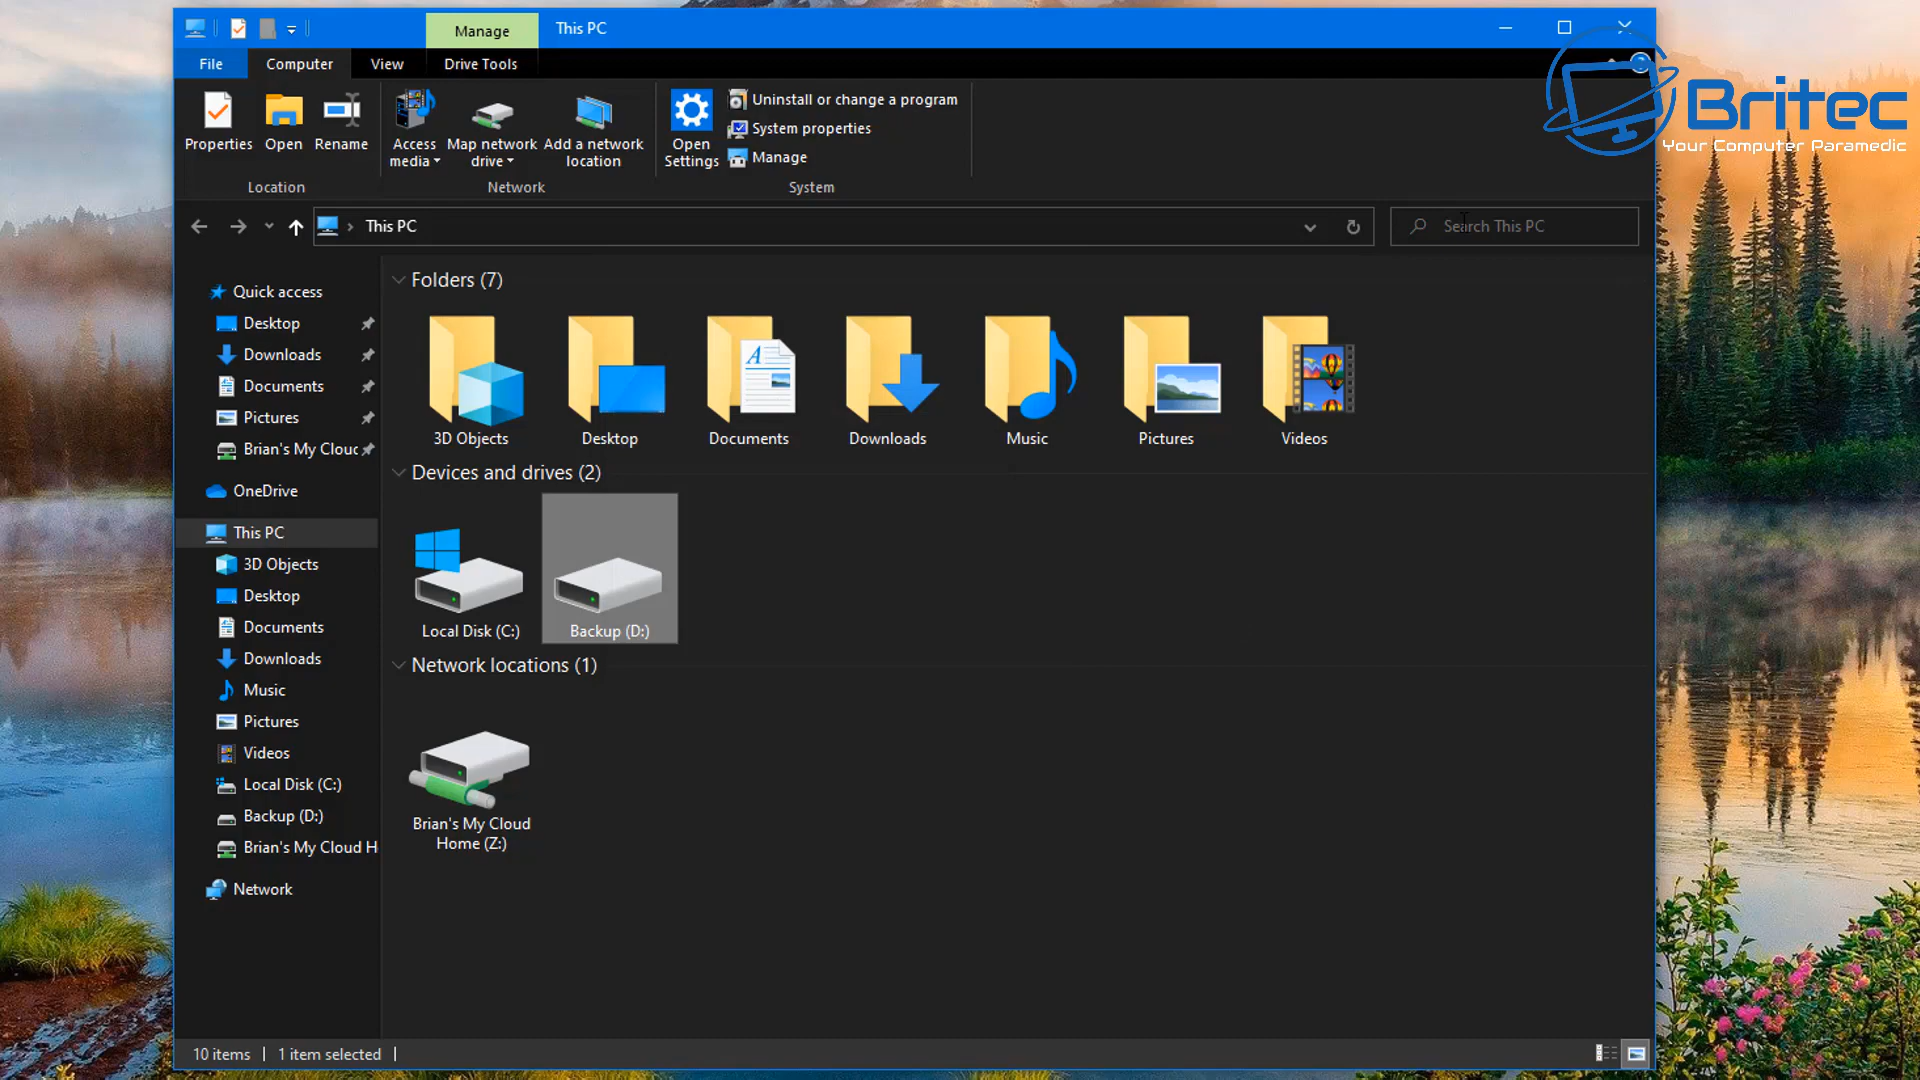 Manage
This PC
File
Computer
View
Drive Tools
Properties
Open
Rename
Access media
Map network drive
Add a network location
Open Settings
Uninstall or change a program
System properties
Manage
Location
Network
System
Britec
Your Computer Paramedic
This PC
Search This PC
Quick access
Desktop
Downloads
Documents
Pictures
Brian's My Cloud
OneDrive
This PC
3D Objects
Desktop
Documents
Downloads
Music
Pictures
Videos
Local Disk (C:)
Backup (D:)
Brian's My Cloud H
Network
Folders (7)
3D Objects
Desktop
Documents
Downloads
Music
Pictures
Videos
Devices and drives (2)
Local Disk (C:)
Backup (D:)
Network locations (1)
Brian's My Cloud
Home (Z:)
10 items
1 item selected